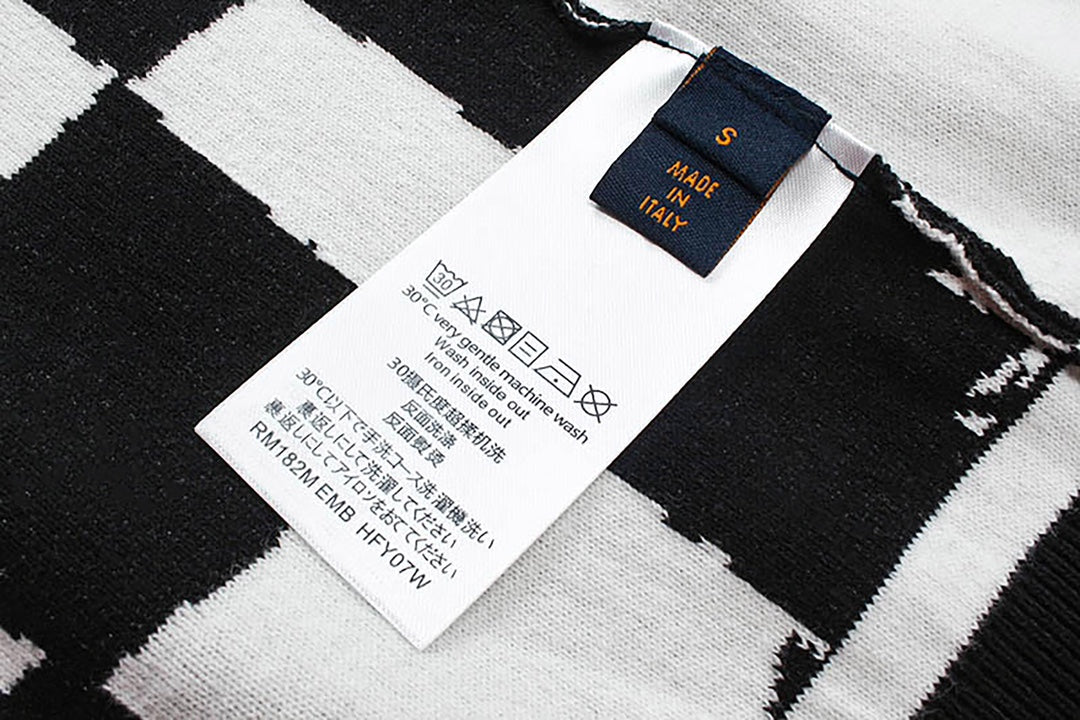 S
MADE
IN
ITALY
30
30°C very gentle machine wash
Wash inside out
Iron inside out
30摄氏度超揉机洗
反面洗涤
反面熨烫
30℃以下で手洗コース洗濯機洗い
裏返しにして洗濯してください
裏返しにしてアイロソをおててください
RM182M EMB HFY07W